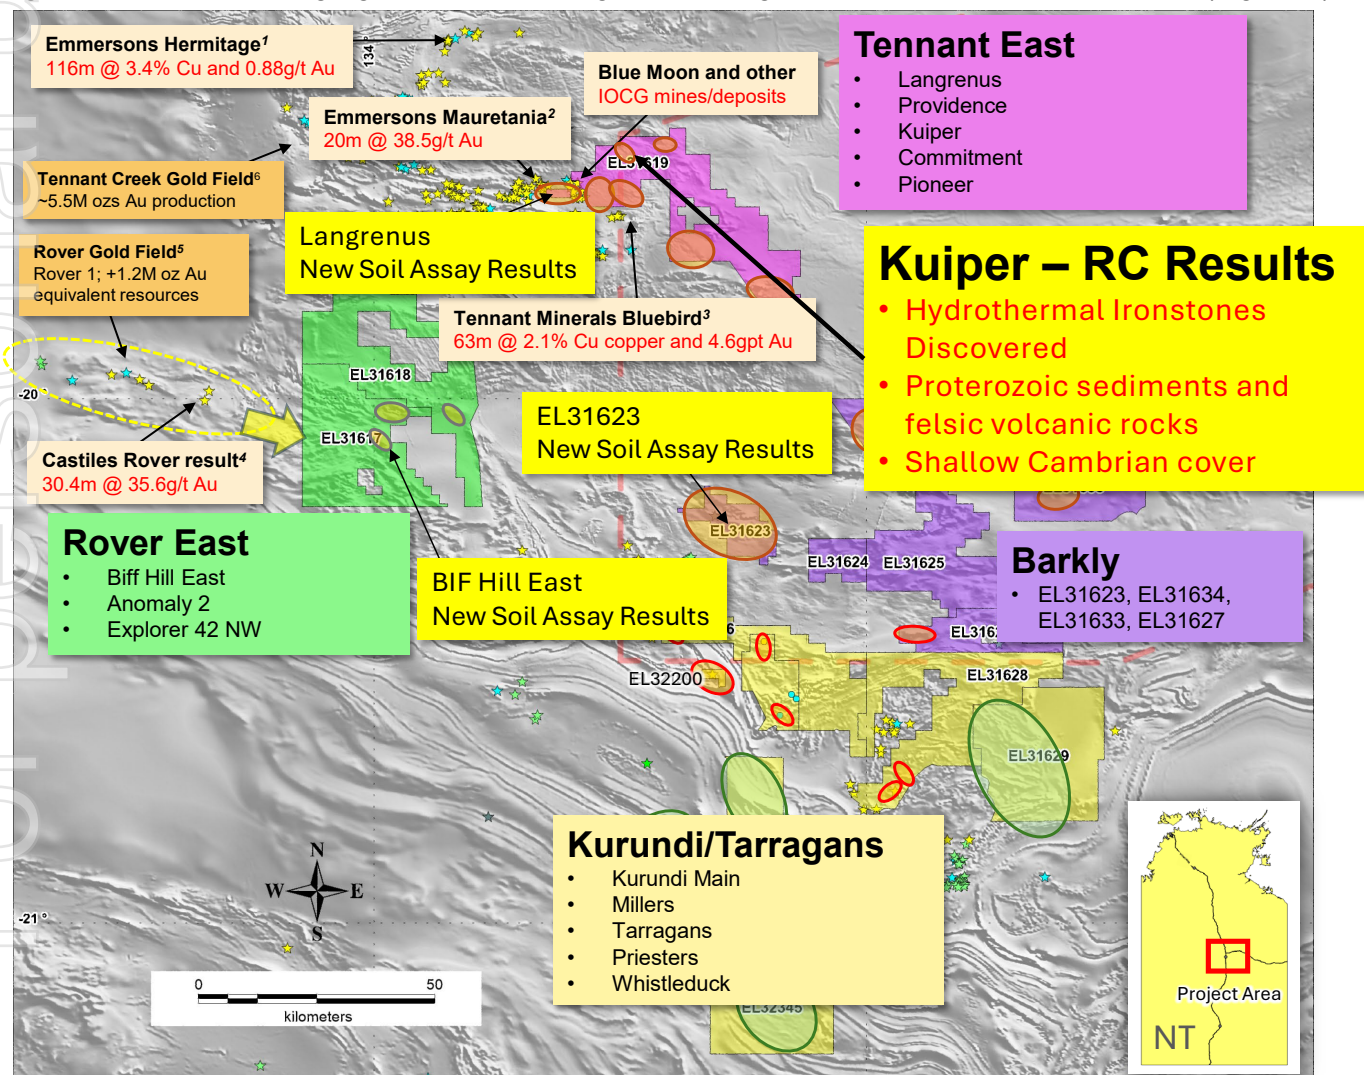 Emmersons Hermitage1
116m @ 3.4% Cu and 0.88g/t Au
134 °
Blue Moon and other
IOCG mines/deposits
Tennant East
• Langrenus
• Providence
• Kuiper
• Commitment
• Pioneer
Emmersons Mauretania2
20m @ 38.5g/t Au
EL31619
Tennant Creek Gold Field6
~5.5M ozs Au production
Langrenus
New Soil Assay Results
Rover Gold Field5
Rover 1; +1.2M oz Au
equivalent resources
Kuiper – RC Results
• Hydrothermal Ironstones
Discovered
• Proterozoic sediments and
felsic volcanic rocks
• Shallow Cambrian cover
Tennant Minerals Bluebird3
63m @ 2.1% Cu copper and 4.6gpt Au
-20 °
EL31618
EL31617
EL31623
New Soil Assay Results
Castiles Rover result4
30.4m @ 35.6g/t Au
EL31623
EL31624
EL31625
Rover East
• Biff Hill East
• Anomaly 2
• Explorer 42 NW
BIF Hill East
New Soil Assay Results
Barkly
• EL31623, EL31634,
EL31633, EL31627
EL32200
EL31628
EL31629
Kurundi/Tarragans
• Kurundi Main
• Millers
• Tarragans
• Priesters
• Whistleduck
EL32345
N
W
E
S
-21 °
0
50
kilometers
Project Area
NT